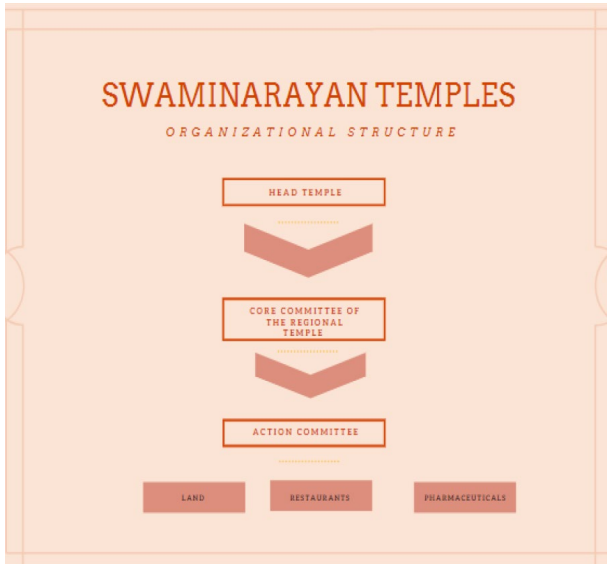 SWAMINARAYAN TEMPLES
ORGANIZATIONAL STRUCTURE
HEAD TEMPLE
CORE COMMITTEE OF
THE REGIONAL
TEMPLE
ACTION COMMITTEE
LAND
RESTAURANTS
PHARMACEUTICALS